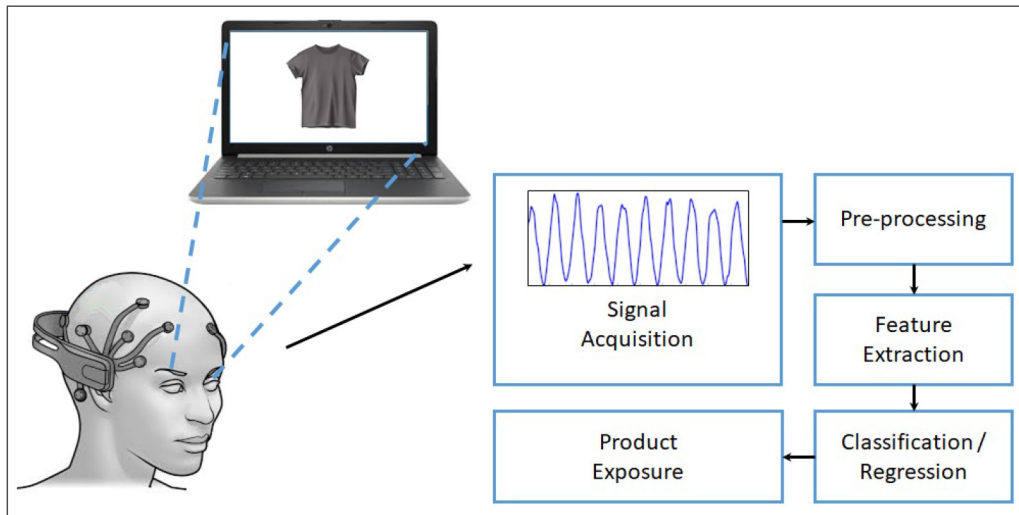 Signal
Acquisition
Pre-processing
Feature
Extraction
Classification /
Regression
Product
Exposure